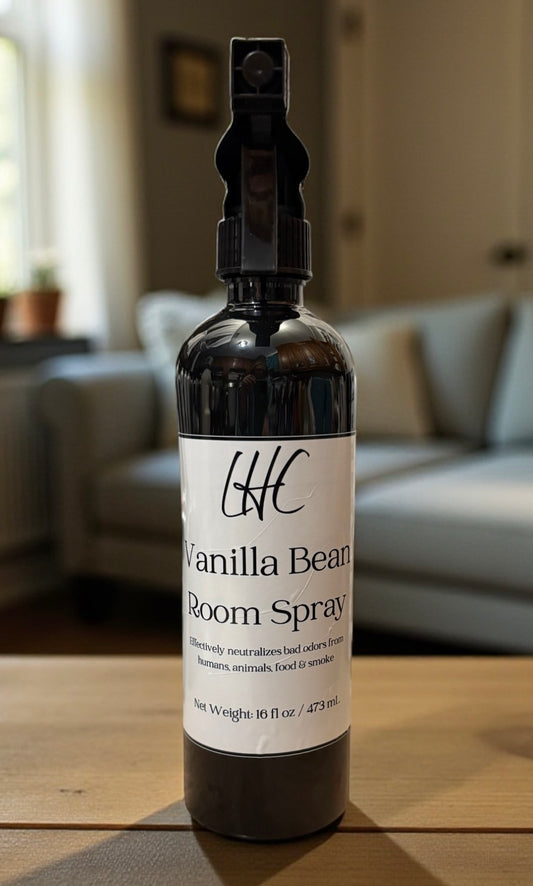 LHC
Vanilla Bean
Room Spray
Effectively neutralizes bad odors from
humans, animals, food & smoke
Net Weight: 16 fl oz / 473 mL